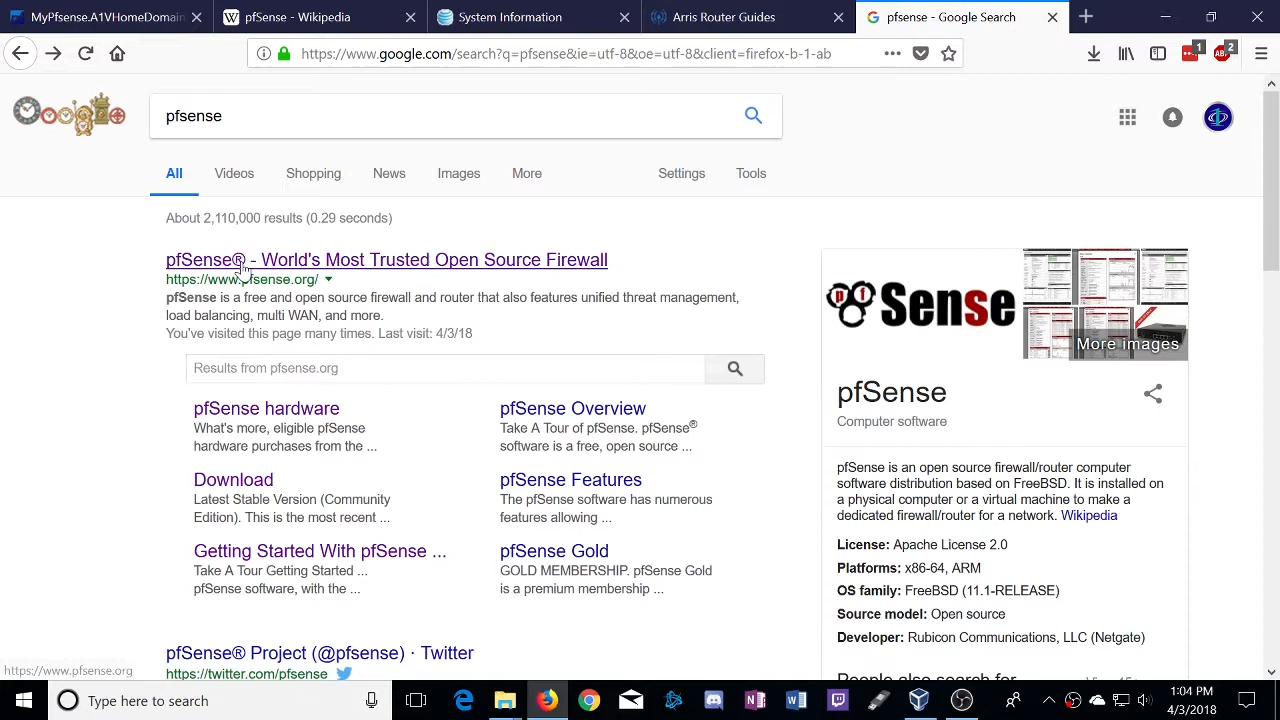 MyPfsense.A1VHomeDomain
pfSense - Wikipedia
System Information
Arris Router Guides
pfsense - Google Search
https://www.google.com/search?q=pfsense&ie=utf-8&oe=utf-8&client=firefox-b-1-ab
1
2
pfsense
All
Videos
Shopping
News
Images
More
Settings
Tools
About 2,110,000 results (0.29 seconds)
pfSense® - World's Most Trusted Open Source Firewall
https://www.pfsense.org/
pfSense is a free and open source firewall and router that also features unified threat management,
load balancing, multi WAN, and more.
You've visited this page many times. Last visit: 4/3/18
Results from pfsense.org
pfSense hardware
What's more, eligible pfSense
hardware purchases from the ...
pfSense Overview
Take A Tour of pfSense. pfSense®
software is a free, open source ...
Download
Latest Stable Version (Community
Edition). This is the most recent ...
pfSense Features
The pfSense software has numerous
features allowing ...
Getting Started With pfSense ...
Take A Tour Getting Started ...
pfSense software, with the ...
pfSense Gold
GOLD MEMBERSHIP. pfSense Gold
is a premium membership ...
pfSense® Project (@pfsense) · Twitter
https://twitter.com/pfsense
pf Sense
More images
pfSense
Computer software
pfSense is an open source firewall/router computer
software distribution based on FreeBSD. It is installed on
a physical computer or a virtual machine to make a
dedicated firewall/router for a network. Wikipedia
License: Apache License 2.0
Platforms: x86-64, ARM
OS family: FreeBSD (11.1-RELEASE)
Source model: Open source
Developer: Rubicon Communications, LLC (Netgate)
People also search for
https://www.pfsense.org
Type here to search
1:04 PM
4/3/2018